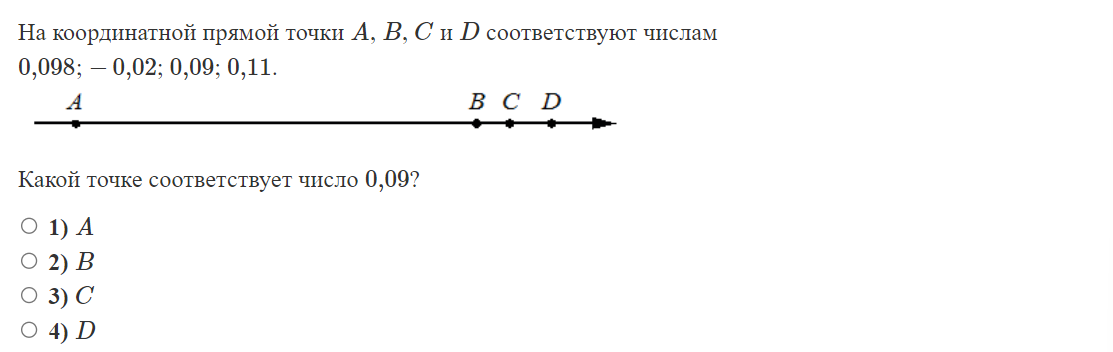 На координатной прямой точки A, B, C и D соответствуют числам
0,098; − 0,02; 0,09; 0,11.
A B C D
Какой точке соответствует число 0,09?
1) A
2) B
3) C
4) D